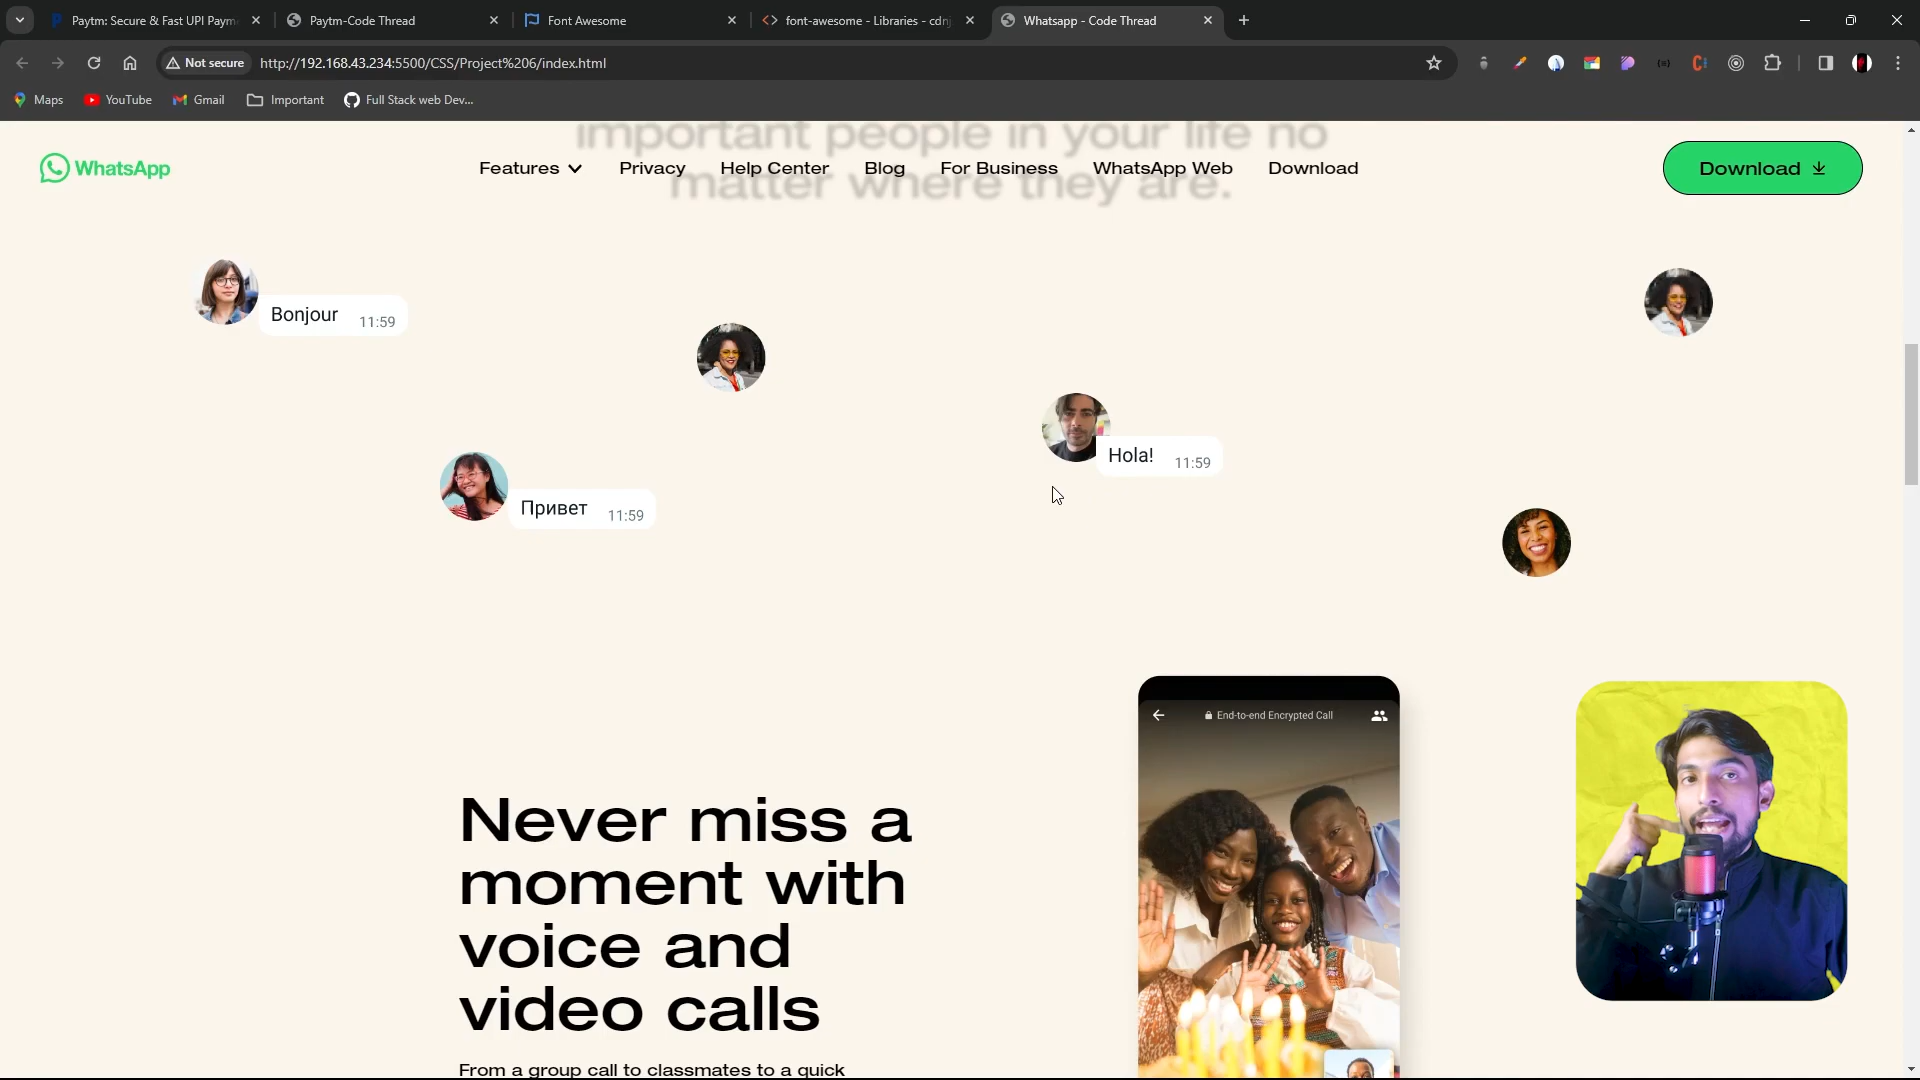 Paytm: Secure & Fast UPI Payme
Paytm-Code Thread
Font Awesome
font-awesome - Libraries - cdnj
Whatsapp - Code Thread
Not secure
http://192.168.43.234:5500/CSS/Project%206/index.html
Maps
YouTube
Gmail
Important
Full Stack web Dev...
important people in your life no
matter where they are.
WhatsApp
Features
Privacy
Help Center
Blog
For Business
WhatsApp Web
Download
Download
Bonjour 11:59
Hola! 11:59
Привет 11:59
End-to-end Encrypted Call
Never miss a
moment with
voice and
video calls
From a group call to classmates to a quick